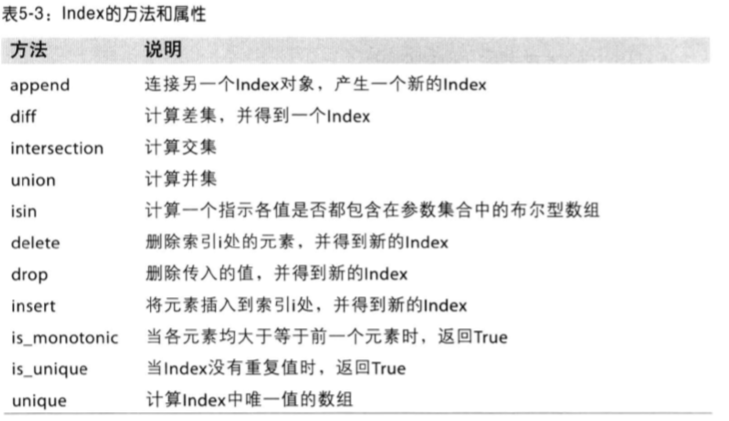 表5-3：Index的方法和属性
方法 说明
append 连接另一个Index对象，产生一个新的Index
diff 计算差集，并得到一个Index
intersection 计算交集
union 计算并集
isin 计算一个指示各值是否都包含在参数集合中的布尔型数组
delete 删除索引i处的元素，并得到新的Index
drop 删除传入的值，并得到新的Index
insert 将元素插入到索引i处，并得到新的Index
is_monotonic 当各元素均大于等于前一个元素时，返回True
is_unique 当Index没有重复值时，返回True
unique 计算Index中唯一值的数组